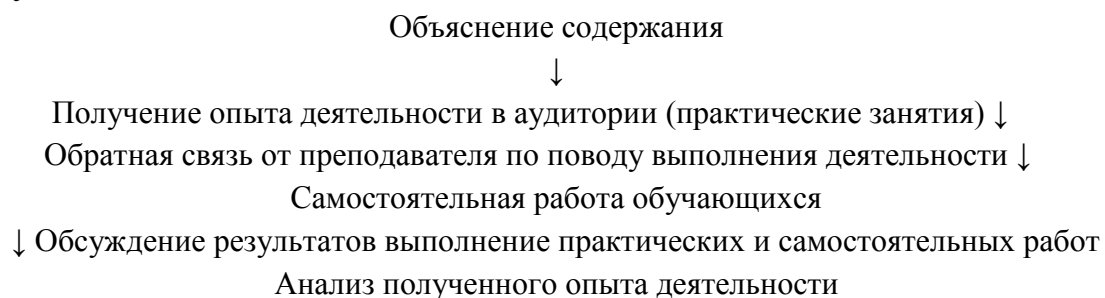 Объяснение содержания
↓
Получение опыта деятельности в аудитории (практические занятия) ↓
Обратная связь от преподавателя по поводу выполнения деятельности ↓
Самостоятельная работа обучающихся
↓ Обсуждение результатов выполнение практических и самостоятельных работ
Анализ полученного опыта деятельности